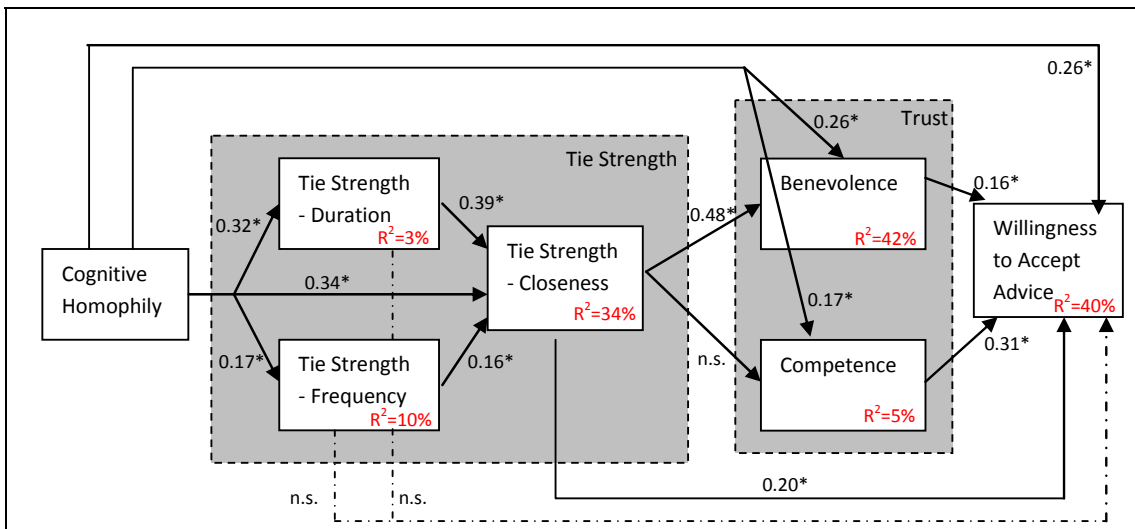 0.26*
Trust
0.26*
Tie Strength
Tie Strength
- Duration
R²=3%
Benevolence
R²=42%
0.16*
0.39*
0.48*
0.32*
Willingness
to Accept
Advice
R²=40%
Tie Strength
- Closeness
R²=34%
Cognitive
Homophily
0.34*
0.17*
0.17*
Tie Strength
- Frequency
R²=10%
0.16*
n.s.
Competence
R²=5%
0.31*
n.s.
n.s.
0.20*